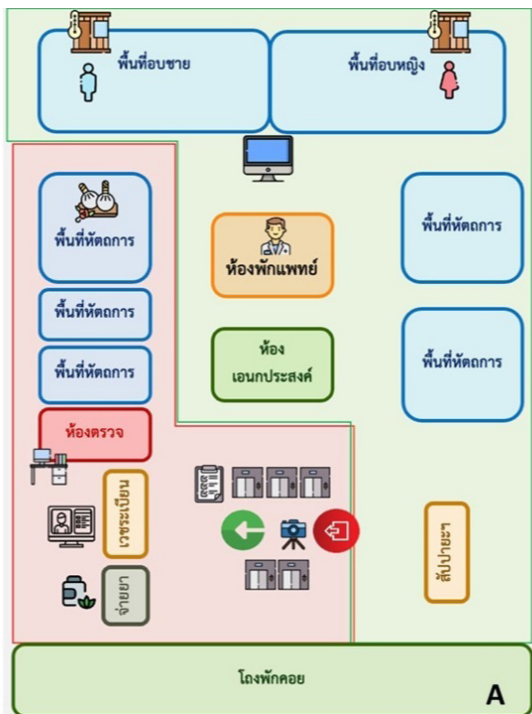 พื้นที่อบชาย
พื้นที่อบหญิง
พื้นที่หัตถการ
พื้นที่หัตถการ
ห้องพักแพทย์
พื้นที่หัตถการ
ห้อง
เอนกประสงค์
พื้นที่หัตถการ
พื้นที่หัตถการ
ห้องตรวจ
เวชระเบียน
สัปปายะฯ
จ่ายยา
โถงพักคอย
A